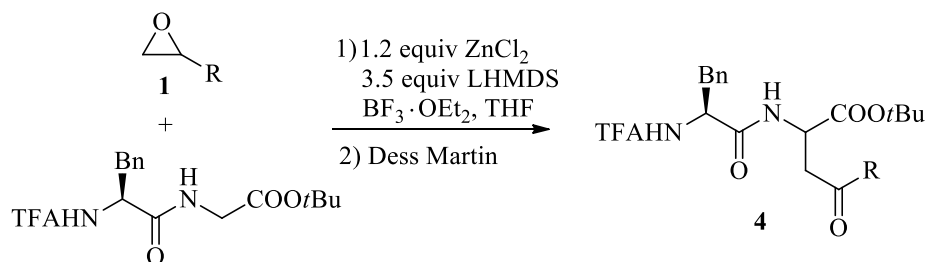 O
R
1
+
Bn
H
N
COOtBu
TFAHN
O
1) 1.2 equiv ZnCl2
3.5 equiv LHMDS
BF3·OEt2, THF
2) Dess Martin
Bn
H
N
COOtBu
TFAHN
O
R
O
4